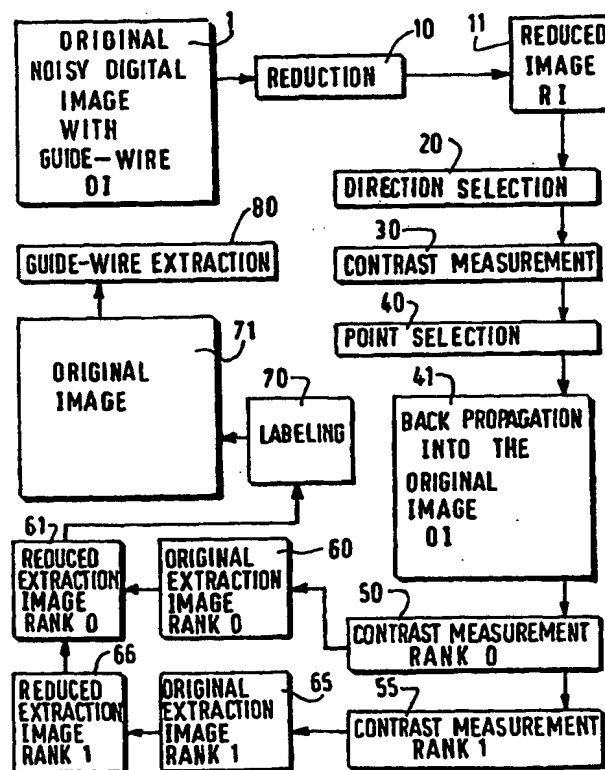 1
ORIGINAL
NOISY DIGITAL
IMAGE
WITH
GUIDE-WIRE
OI
10
REDUCTION
11
REDUCED
IMAGE
RI
20
DIRECTION SELECTION
30
CONTRAST MEASUREMENT
40
POINT SELECTION
41
BACK PROPAGATION
INTO THE
ORIGINAL
IMAGE
OI
80
GUIDE-WIRE EXTRACTION
71
ORIGINAL
IMAGE
70
LABELING
61
REDUCED
EXTRACTION
IMAGE
RANK 0
60
ORIGINAL
EXTRACTION
IMAGE
RANK 0
50
CONTRAST MEASUREMENT
RANK 0
66
REDUCED
EXTRACTION
IMAGE
RANK 1
65
ORIGINAL
EXTRACTION
IMAGE
RANK 1
55
CONTRAST MEASUREMENT
RANK 1